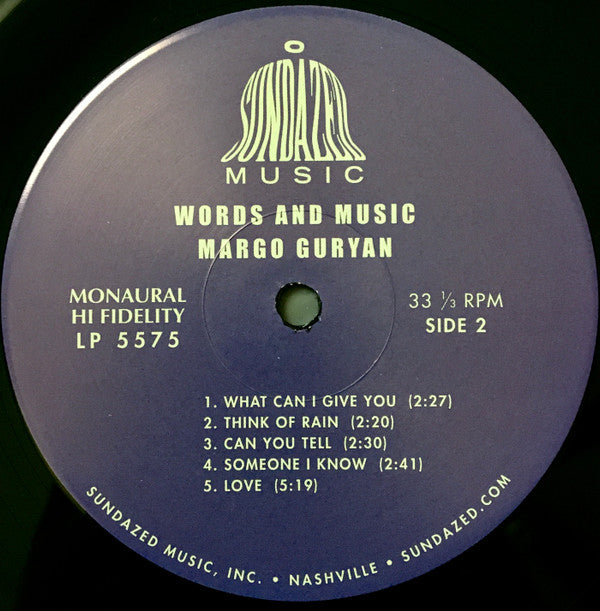 SUNDAZED
MUSIC
WORDS AND MUSIC
MARGO GURYAN
MONAURAL
HI FIDELITY
LP 5575
33 ⅓ RPM
SIDE 2
1. WHAT CAN I GIVE YOU (2:27)
2. THINK OF RAIN (2:20)
3. CAN YOU TELL (2:30)
4. SOMEONE I KNOW (2:41)
5. LOVE (5:19)
SUNDAZED MUSIC, INC. • NASHVILLE • SUNDAZED.COM